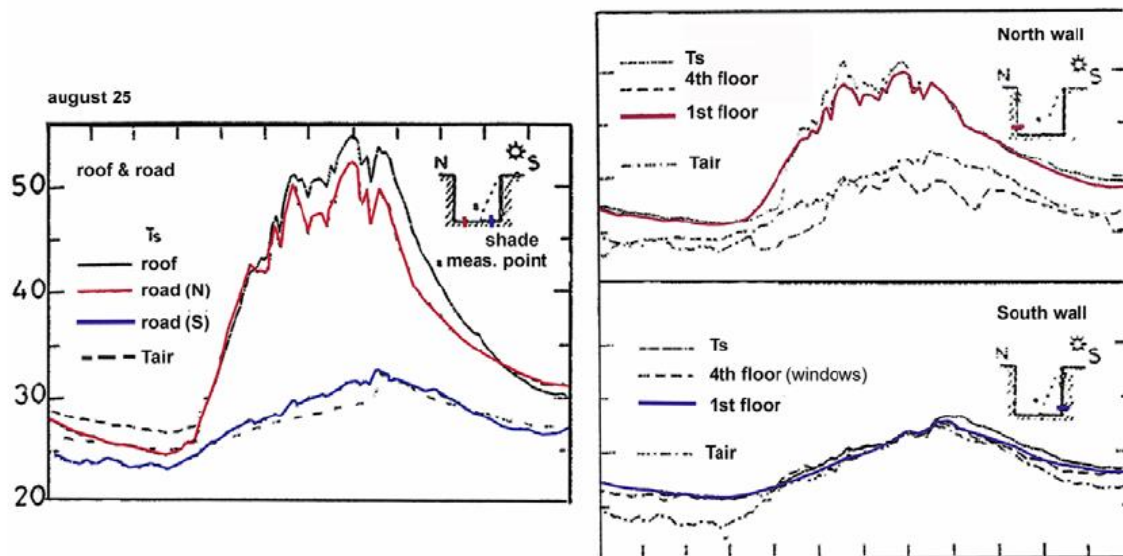 august 25
roof & road
Ts
roof
road (N)
road (S)
Tair
N
S
shade
meas. point
50
40
30
20
North wall
Ts
4th floor
1st floor
Tair
N
S
South wall
Ts
4th floor (windows)
1st floor
Tair
N
S